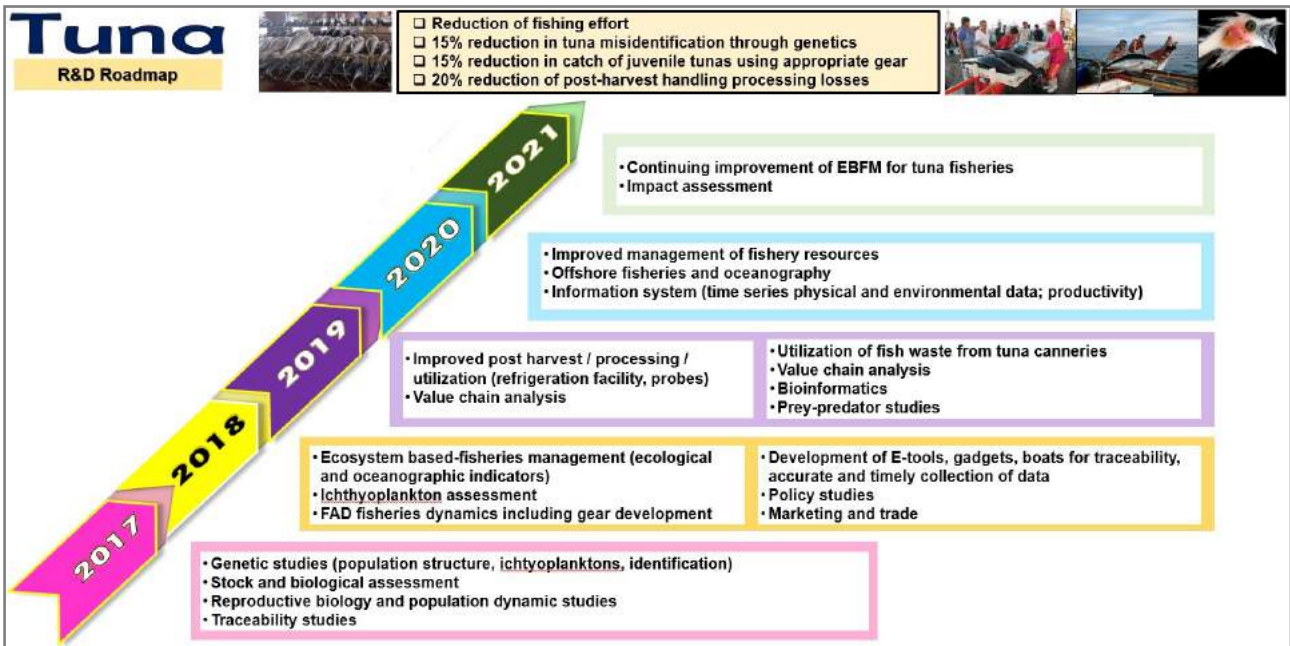 Tuna
R&D Roadmap
❑ Reduction of fishing effort
❑ 15% reduction in tuna misidentification through genetics
❑ 15% reduction in catch of juvenile tunas using appropriate gear
❑ 20% reduction of post-harvest handling processing losses
2021
• Continuing improvement of EBFM for tuna fisheries
• Impact assessment
2020
• Improved management of fishery resources
• Offshore fisheries and oceanography
• Information system (time series physical and environmental data; productivity)
2019
• Improved post harvest / processing /
utilization (refrigeration facility, probes)
• Value chain analysis
• Utilization of fish waste from tuna canneries
• Value chain analysis
• Bioinformatics
• Prey-predator studies
2018
• Ecosystem based-fisheries management (ecological
and oceanographic indicators)
• Ichthyoplankton assessment
• FAD fisheries dynamics including gear development
• Development of E-tools, gadgets, boats for traceability,
accurate and timely collection of data
• Policy studies
• Marketing and trade
2017
• Genetic studies (population structure, ichtyoplanktons, identification)
• Stock and biological assessment
• Reproductive biology and population dynamic studies
• Traceability studies